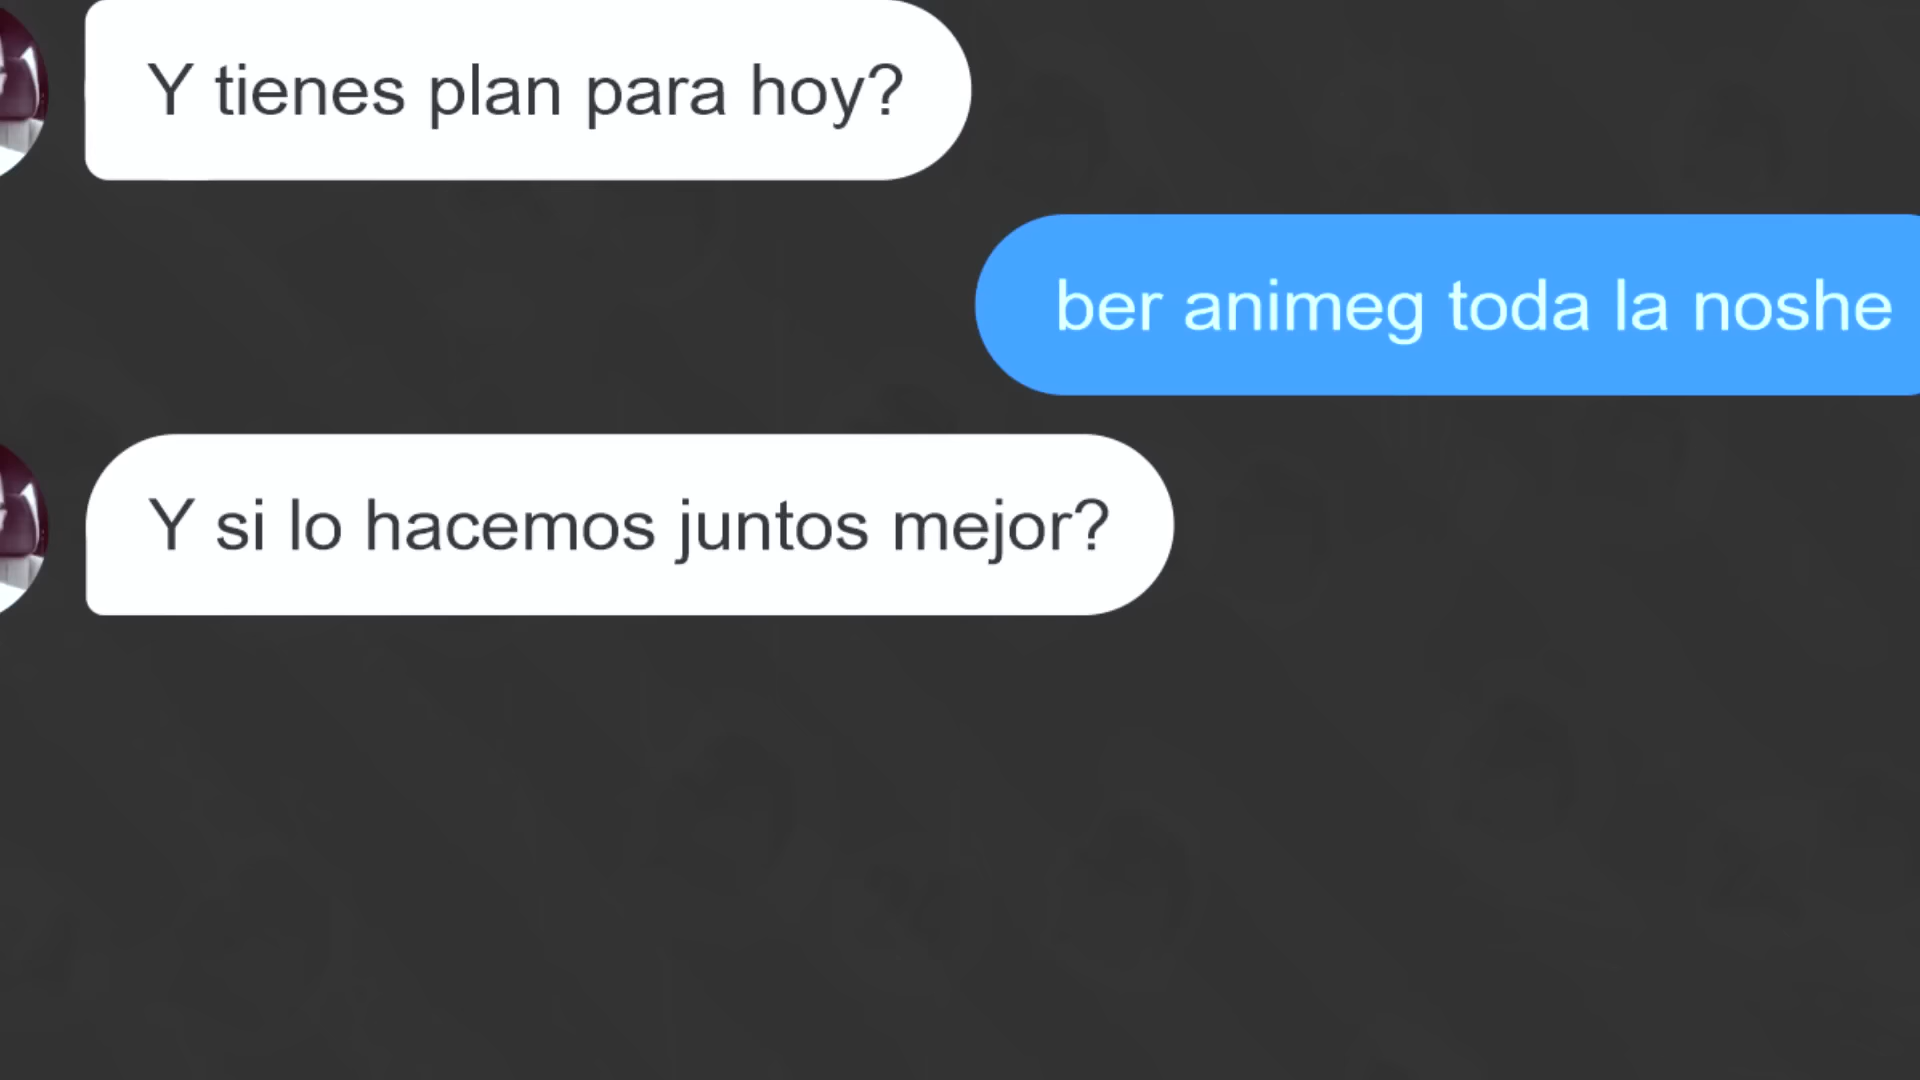 Y tienes plan para hoy?
ber animeg toda la noshe
Y si lo hacemos juntos mejor?